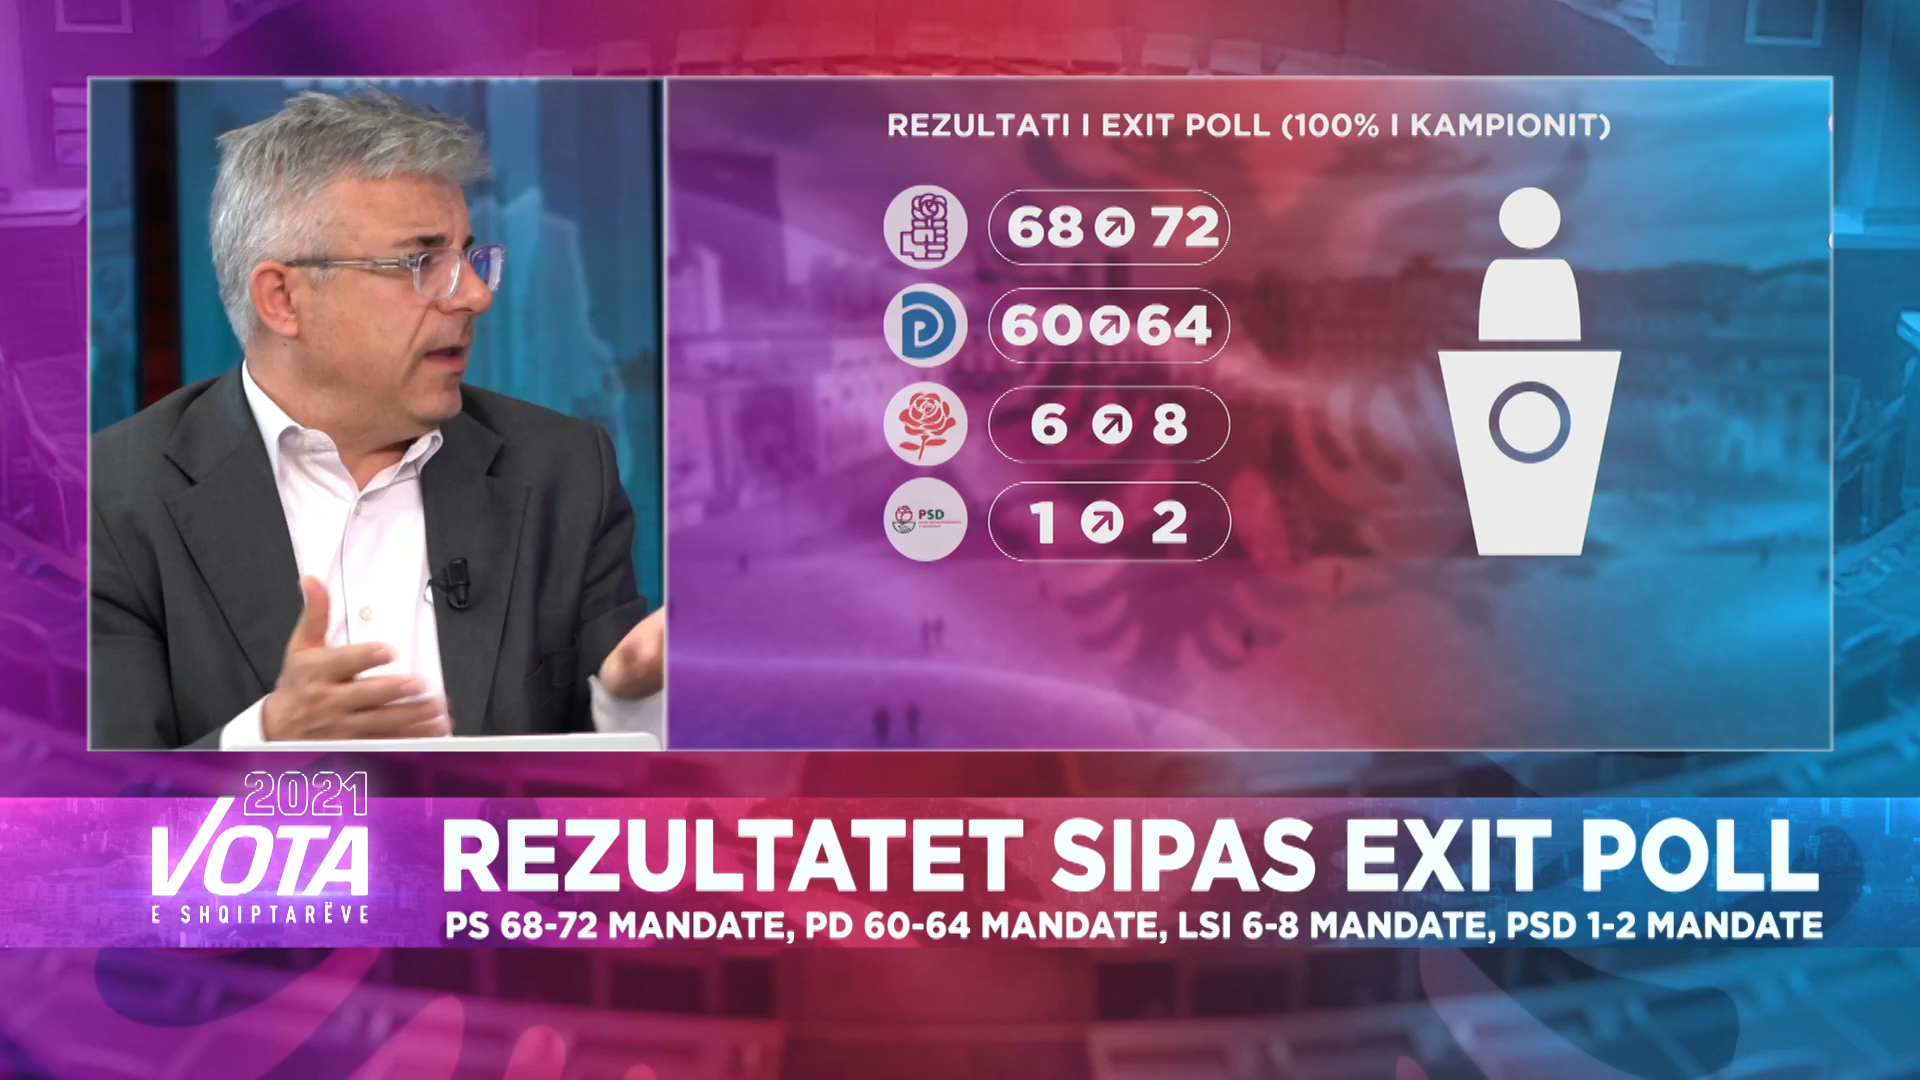 REZULTATI I EXIT POLL (100% I KAMPIONIT)
68 72
60 64
6 8
PSD
1 2
2021
VOTA
E SHQIPTARËVE
REZULTATET SIPAS EXIT POLL
PS 68-72 MANDATE, PD 60-64 MANDATE, LSI 6-8 MANDATE, PSD 1-2 MANDATE